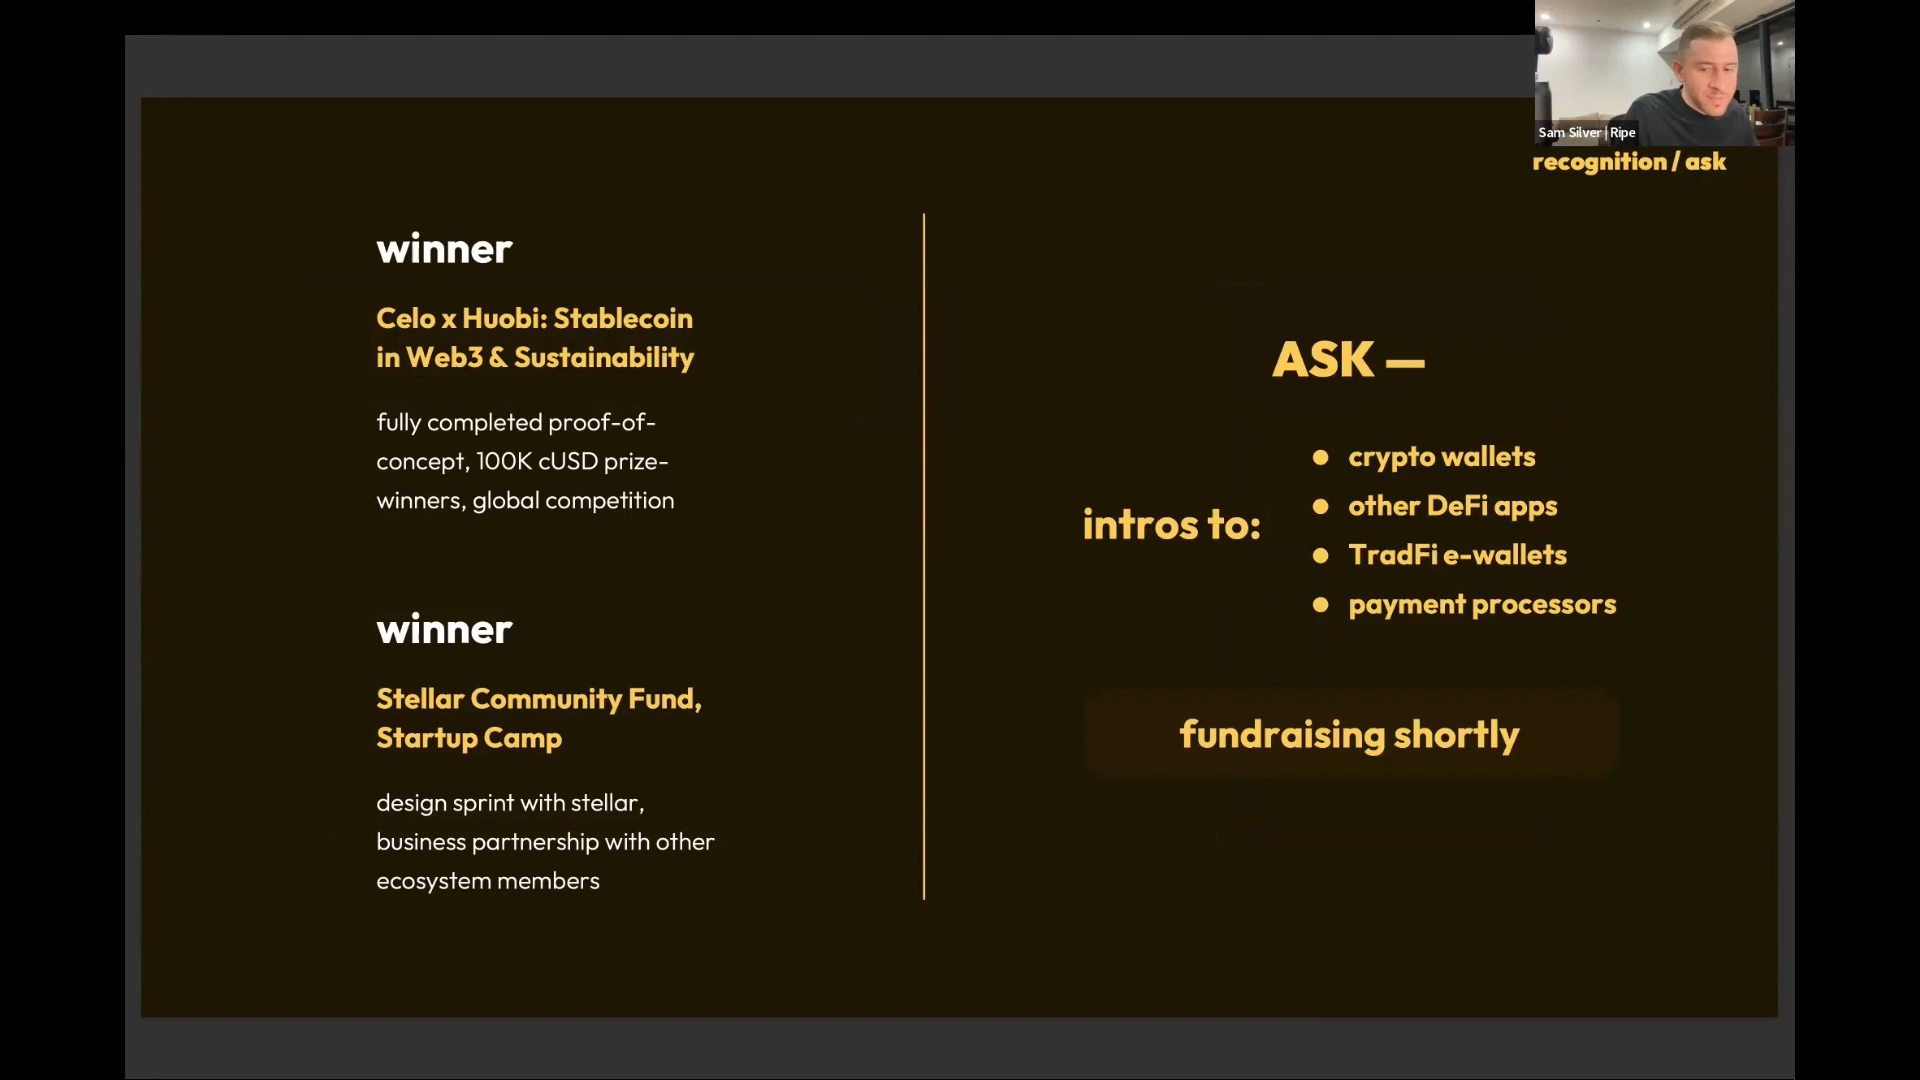 Sam Silver | Ripe
recognition / ask
winner
Celo x Huobi: Stablecoin
in Web3 & Sustainability
fully completed proof-of-
concept, 100K cUSD prize-
winners, global competition
winner
Stellar Community Fund,
Startup Camp
design sprint with stellar,
business partnership with other
ecosystem members
ASK —
intros to:
● crypto wallets
● other DeFi apps
● TradFi e-wallets
● payment processors
fundraising shortly